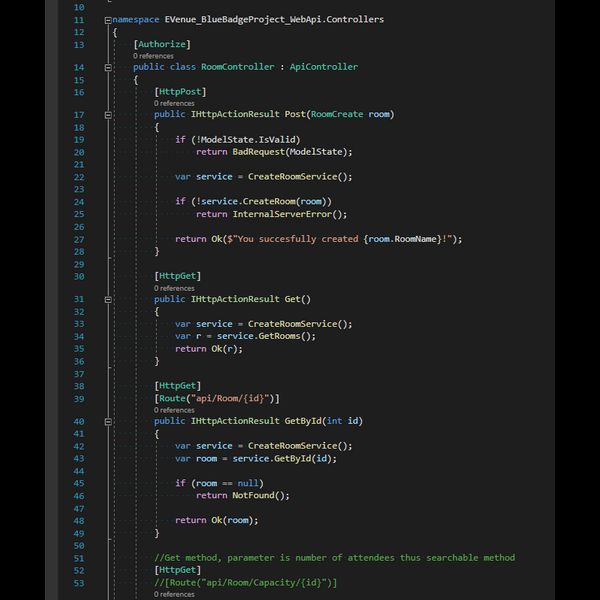 10
11 namespace EVenue_BlueBadgeProject_WebApi.Controllers
12 {
13 [Authorize]
0 references
14 public class RoomController : ApiController
15 {
16 [HttpPost]
0 references
17 public IHttpActionResult Post(RoomCreate room)
18 {
19 if (!ModelState.IsValid)
20 return BadRequest(ModelState);
21
22 var service = CreateRoomService();
23
24 if (!service.CreateRoom(room))
25 return InternalServerError();
26
27 return Ok($"You succesfully created {room.RoomName}!");
28 }
29
30 [HttpGet]
0 references
31 public IHttpActionResult Get()
32 {
33 var service = CreateRoomService();
34 var r = service.GetRooms();
35 return Ok(r);
36 }
37
38 [HttpGet]
39 [Route("api/Room/{id}")]
0 references
40 public IHttpActionResult GetById(int id)
41 {
42 var service = CreateRoomService();
43 var room = service.GetById(id);
44
45 if (room == null)
46 return NotFound();
47
48 return Ok(room);
49 }
50
51 //Get method, parameter is number of attendees thus searchable method
52 [HttpGet]
53 //[Route("api/Room/Capacity/{id}")]
0 references